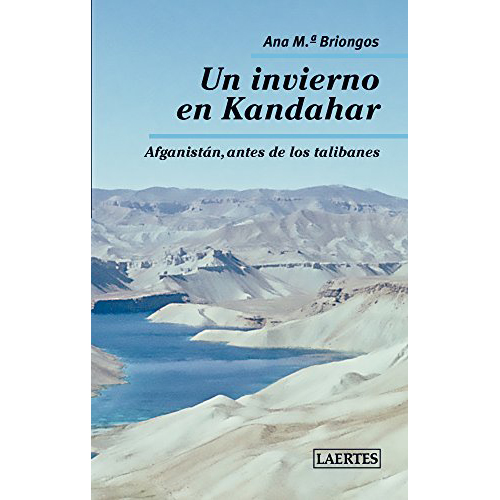 Ana M.ª Briongos
Un invierno
en Kandahar
Afganistán, antes de los talibanes
LAERTES